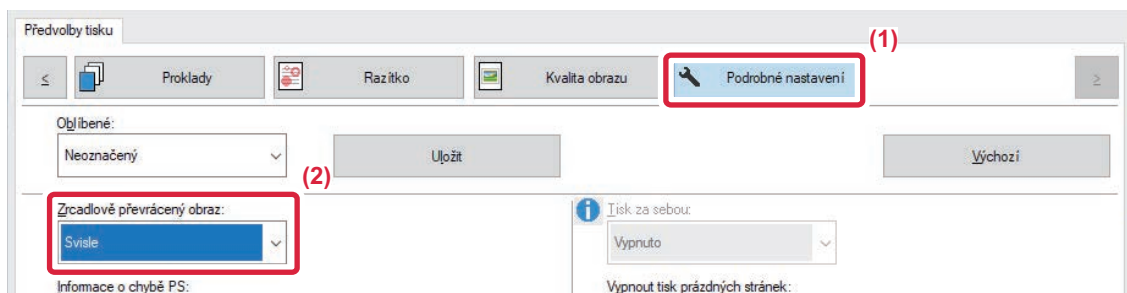 Předvolby tisku
(1)
<
Proklady
Razítko
Kvalita obrazu
Podrobné nastavení
>
Oblíbené:
Neoznačený
Uložit
Výchozí
(2)
Zrcadlově převrácený obraz:
Svisle
Tisk za sebou:
Vypnuto
Informace o chybě PS:
Vypnout tisk prázdných stránek: